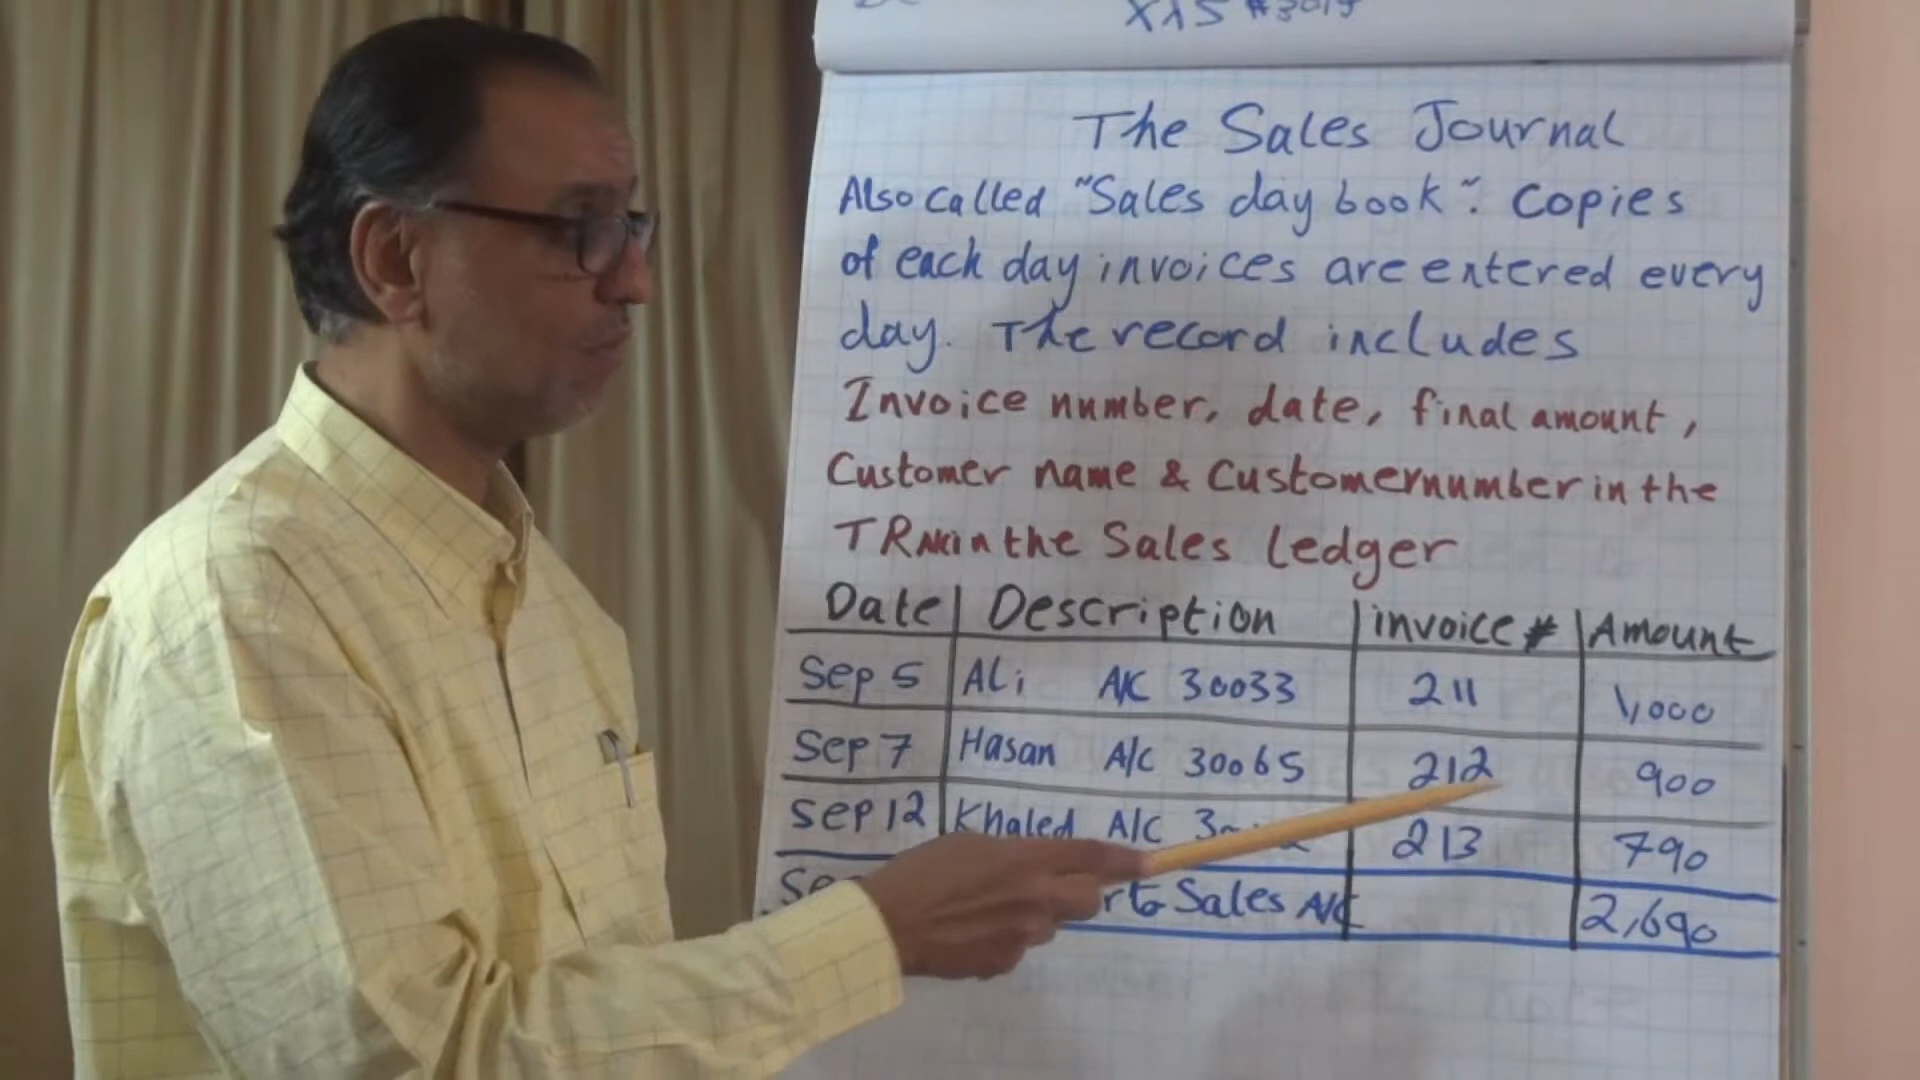 The Sales Journal
Also called "Sales day book". Copies
of each day invoices are entered every
day. The record includes
Invoice number, date, final amount,
Customer name & Customer number in the
in the Sales ledger
Date Description invoice # Amount
Sep 5 ALi A/C 30033 211 1,000
Sep 7 Hasan A/C 30065 212 900
Sep 12 Khaled A/C 213 790
to Sales A/C 2,690